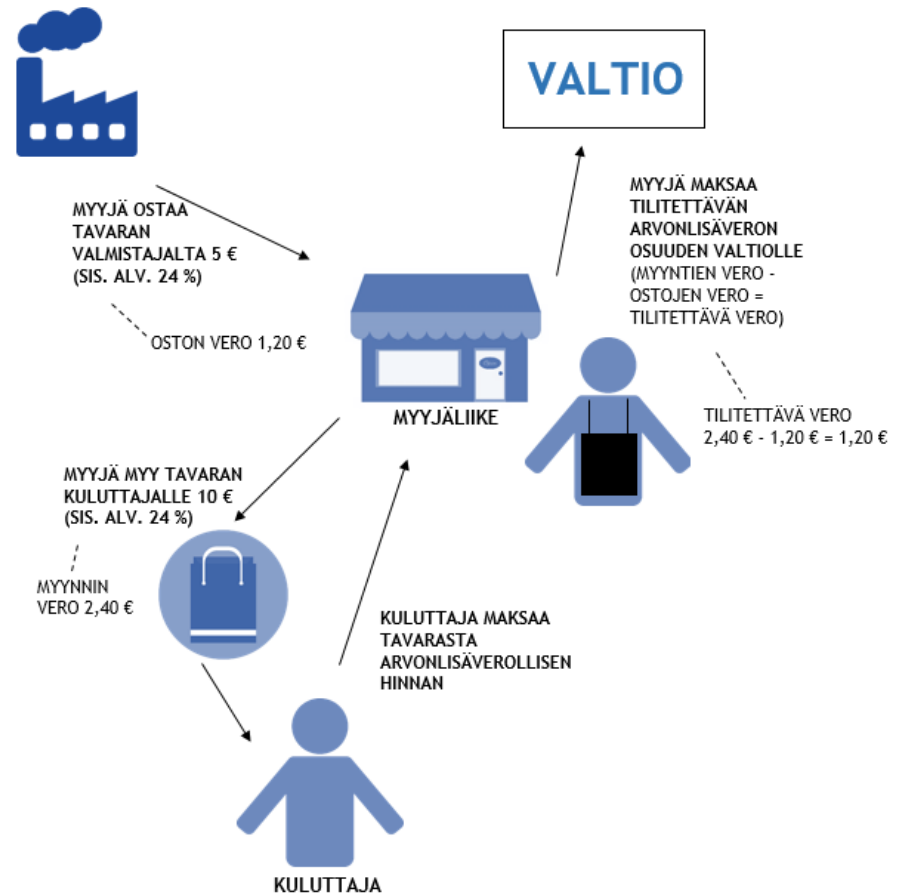 VALTIO
MYYJÄ OSTAA
TAVARAN
VALMISTAJALTA 5 €
(SIS. ALV. 24 %)
OSTON VERO 1,20 €
MYYJÄ MAKSAA
TILITETTÄVÄN
ARVONLISÄVERON
OSUUDEN VALTIOLLE
(MYYNTIEN VERO -
OSTOJEN VERO =
TILITETTÄVÄ VERO)
MYYJÄLIIKE
TILITETTÄVÄ VERO
2,40 € - 1,20 € = 1,20 €
MYYJÄ MYY TAVARAN
KULUTTAJALLE 10 €
(SIS. ALV. 24 %)
MYYNNIN
VERO 2,40 €
KULUTTAJA MAKSAA
TAVARASTA
ARVONLISÄVEROLLISEN
HINNAN
KULUTTAJA